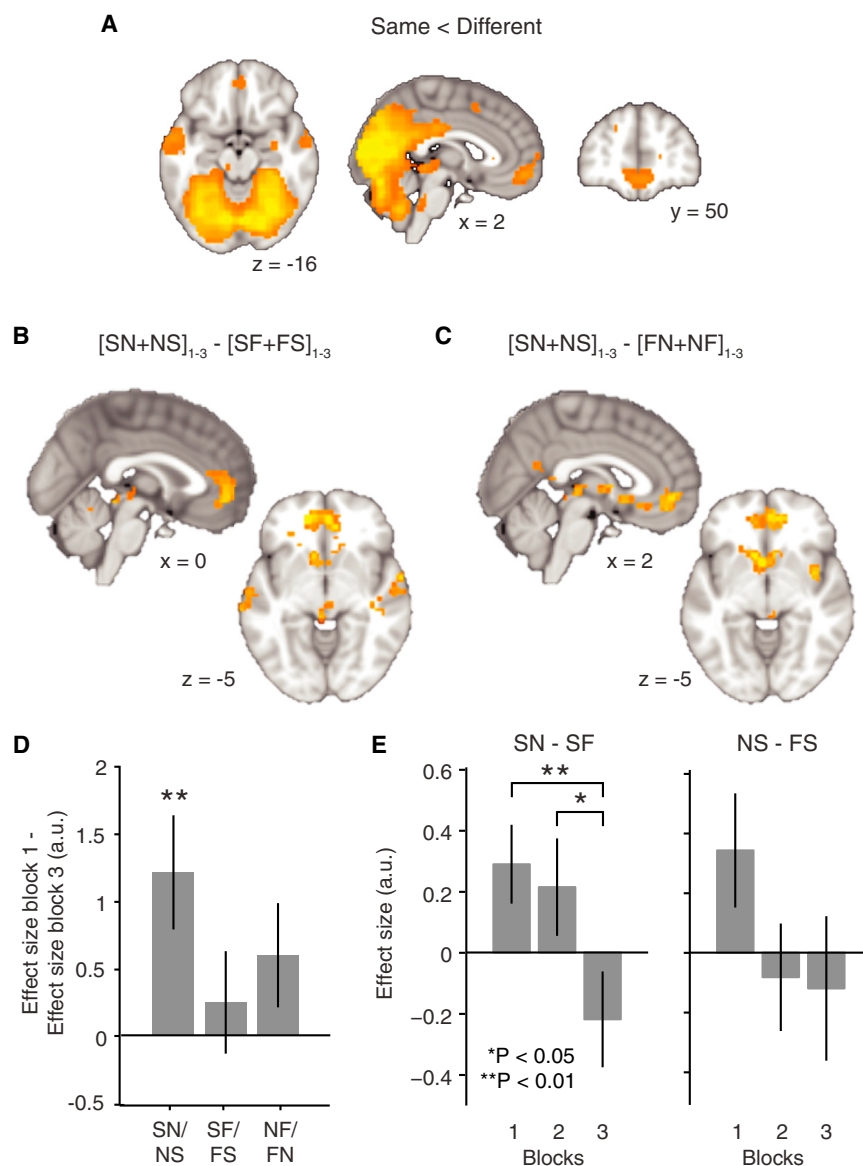 A
Same < Different
z = -16
x = 2
y = 50
B
[SN+NS]1-3 - [SF+FS]1-3
x = 0
z = -5
C
[SN+NS]1-3 - [FN+NF]1-3
x = 2
z = -5
D
Effect size block 1 -
Effect size block 3 (a.u.)
2
1.5
1
0.5
0
-0.5
**
SN/
NS
SF/
FS
NF/
FN
E
SN - SF
Effect size (a.u.)
0.6
0.4
0.2
0
−0.2
−0.4
**
*
*P < 0.05
**P < 0.01
1 2 3
Blocks
NS - FS
1 2 3
Blocks